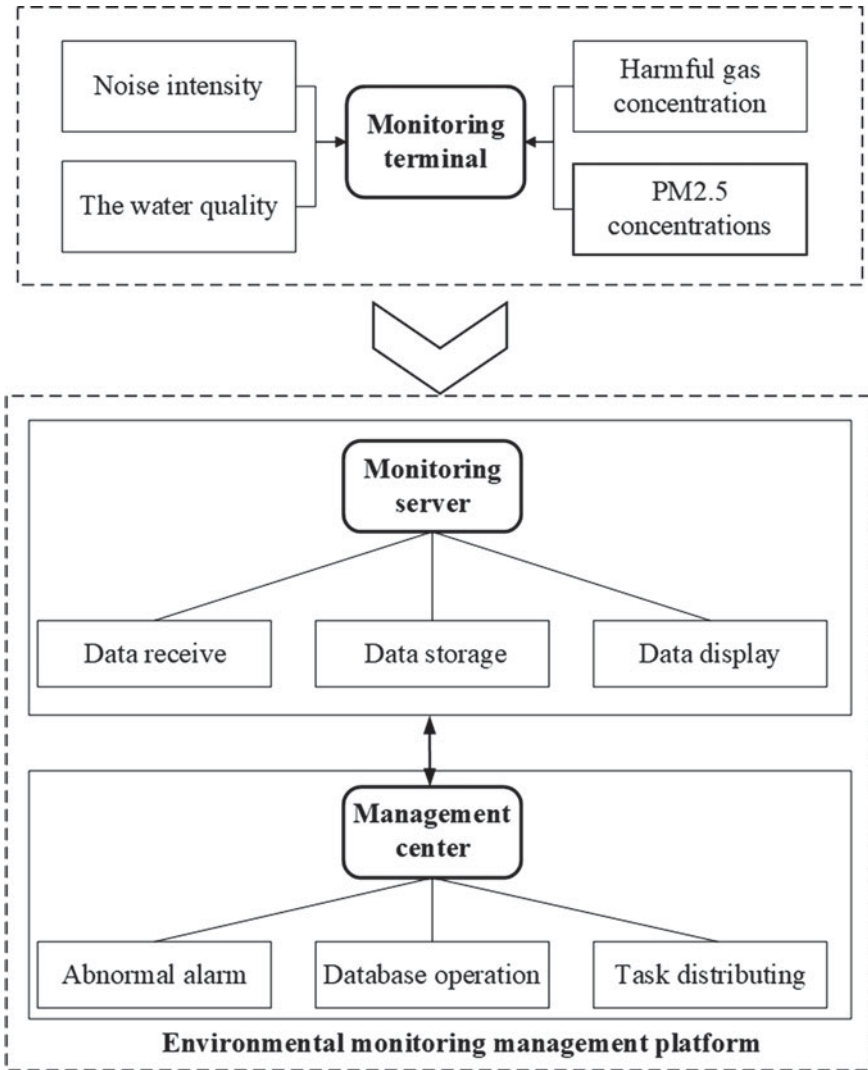 Noise intensity
Monitoring
terminal
Harmful gas
concentration
The water quality
PM2.5
concentrations
Monitoring
server
Data receive
Data storage
Data display
Management
center
Abnormal alarm
Database operation
Task distributing
Environmental monitoring management platform